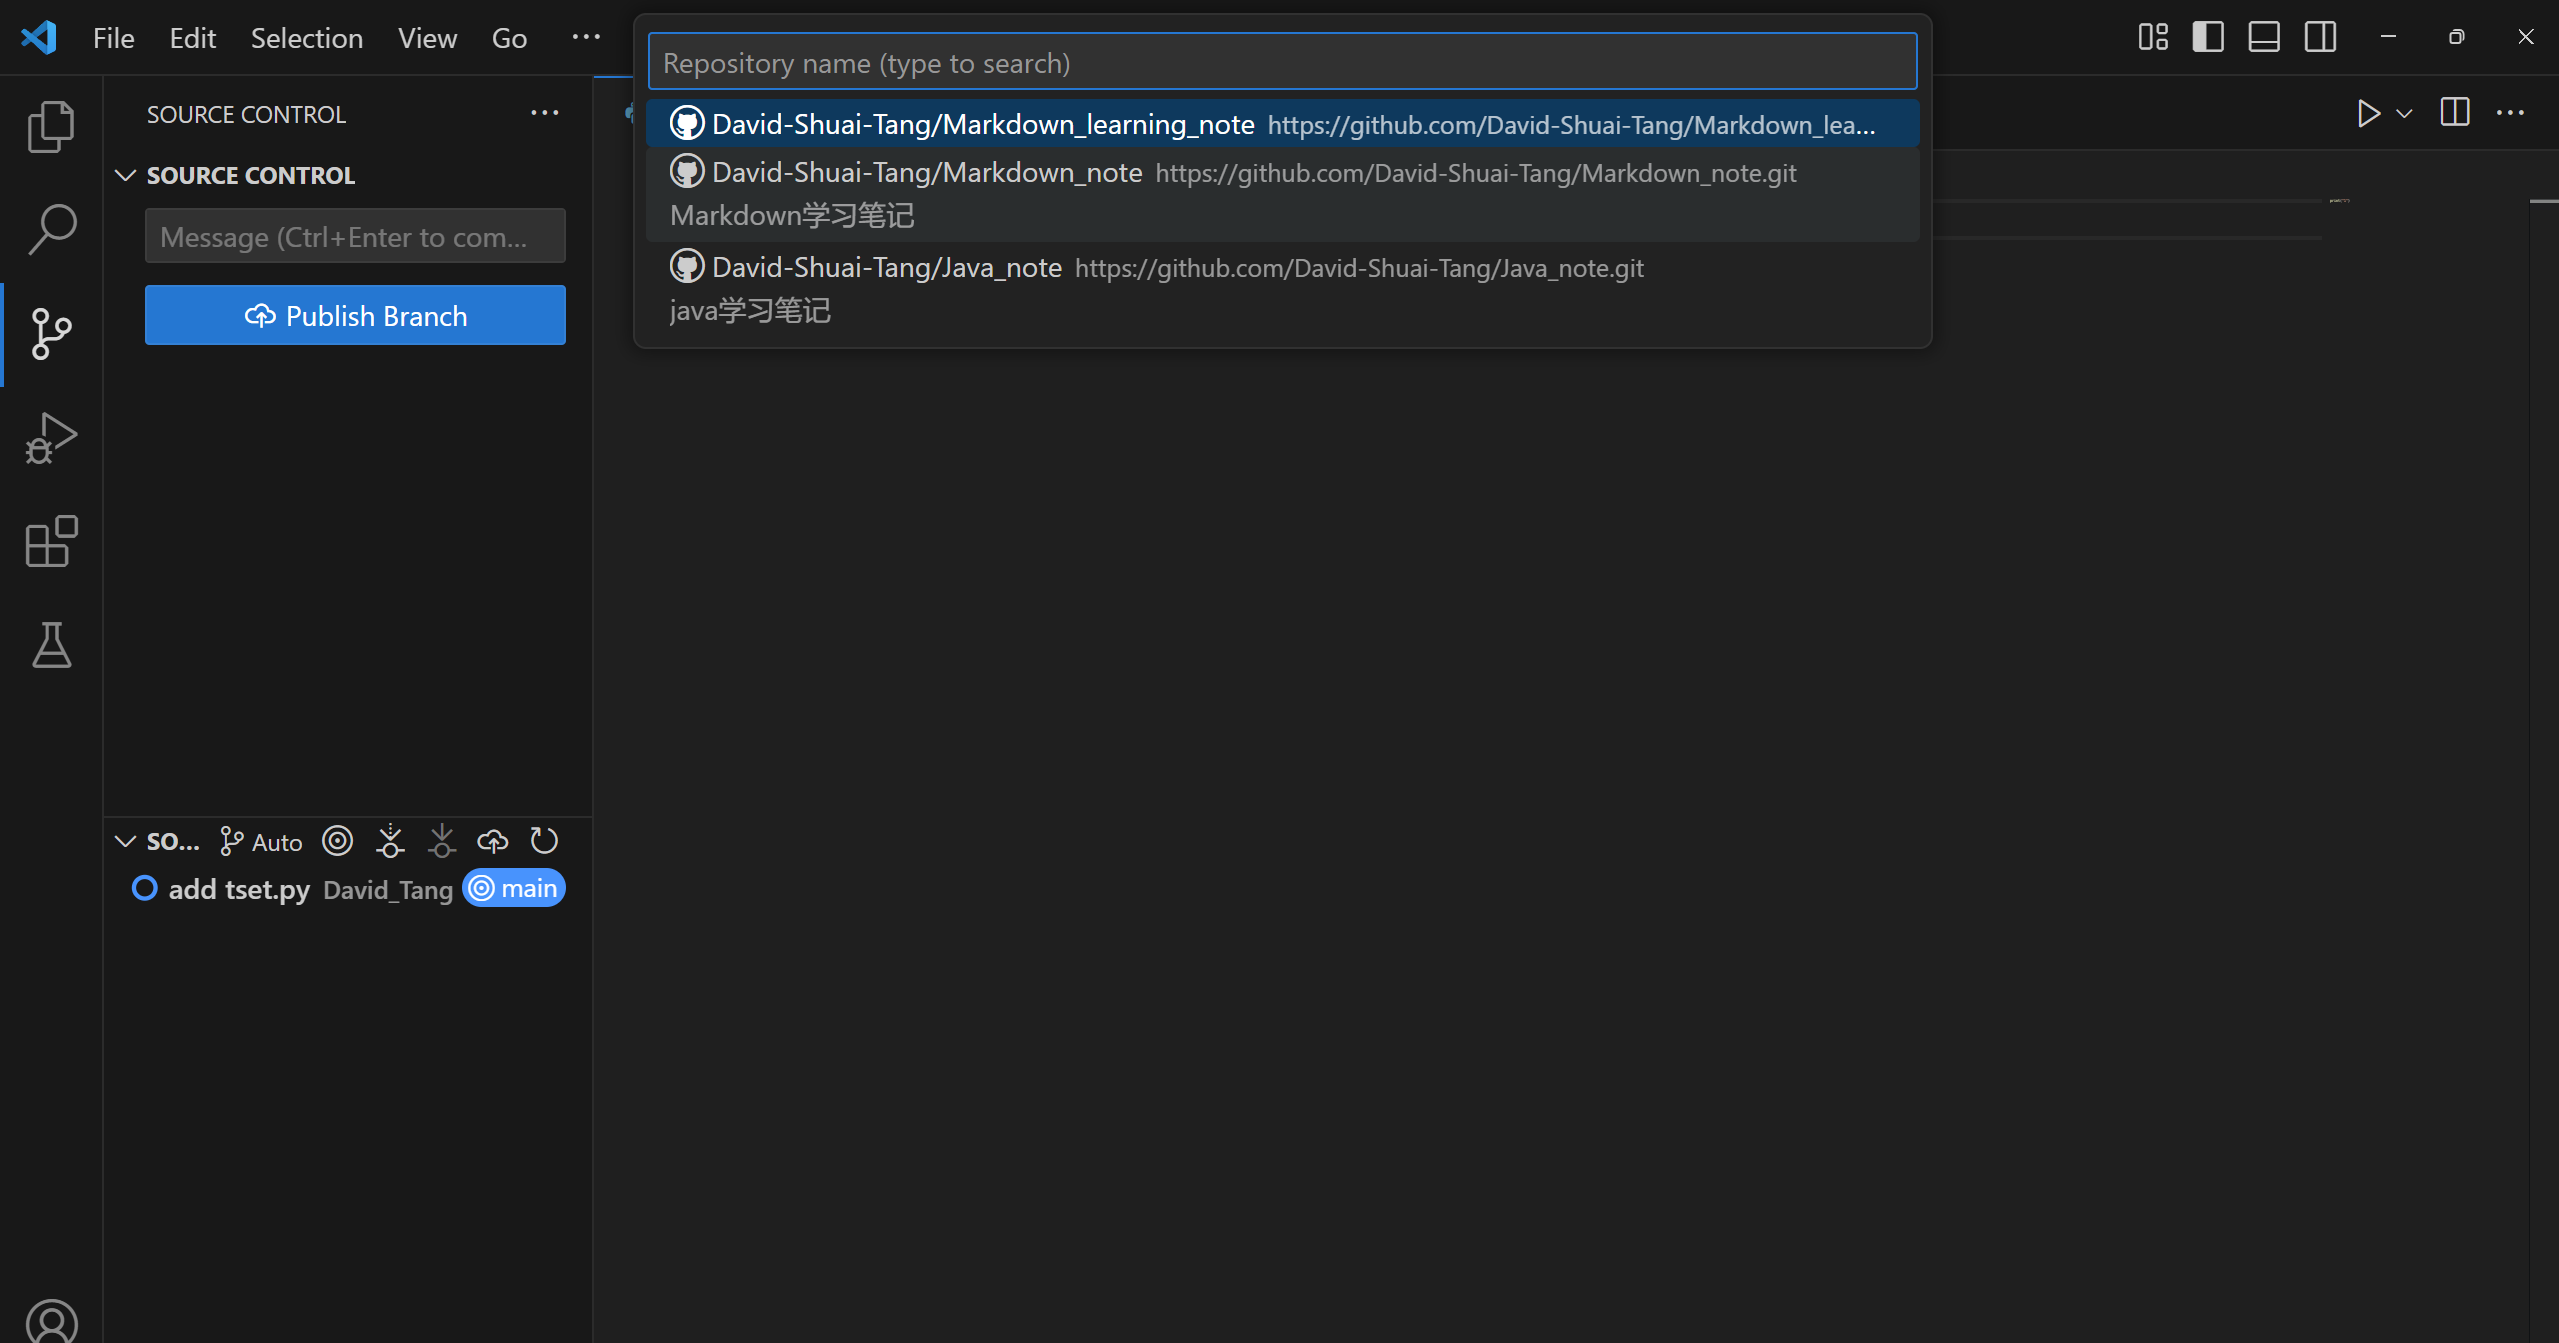 File Edit Selection View Go ...
Repository name (type to search)
David-Shuai-Tang/Markdown_learning_note https://github.com/David-Shuai-Tang/Markdown_lea...
David-Shuai-Tang/Markdown_note https://github.com/David-Shuai-Tang/Markdown_note.git
Markdown学习笔记
David-Shuai-Tang/Java_note https://github.com/David-Shuai-Tang/Java_note.git
java学习笔记
SOURCE CONTROL
SOURCE CONTROL
Message (Ctrl+Enter to com...
Publish Branch
SO... Auto
add tset.py David_Tang main